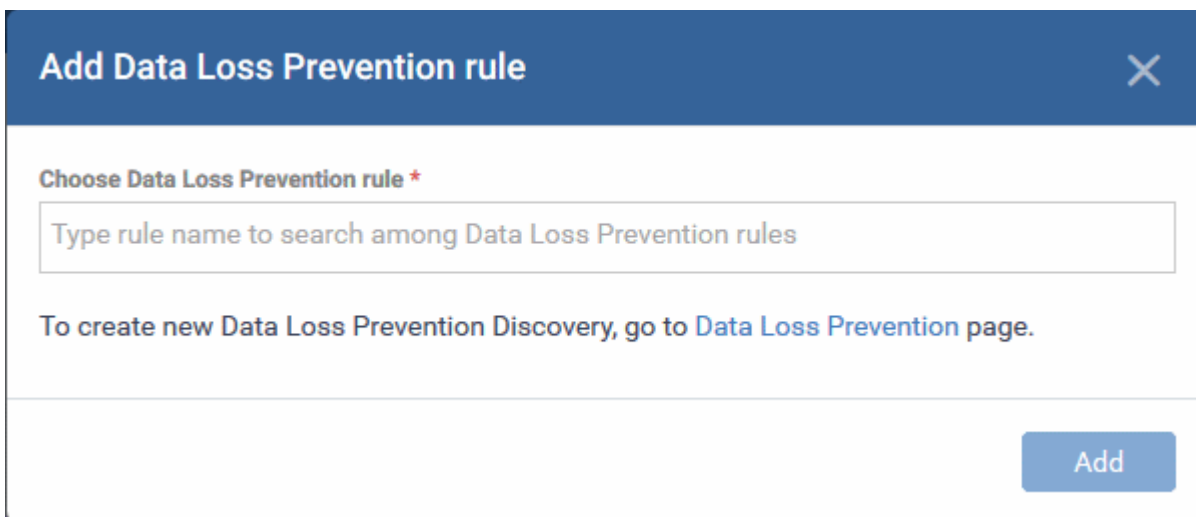 Add Data Loss Prevention rule
Choose Data Loss Prevention rule *
Type rule name to search among Data Loss Prevention rules
To create new Data Loss Prevention Discovery, go to Data Loss Prevention page.
Add